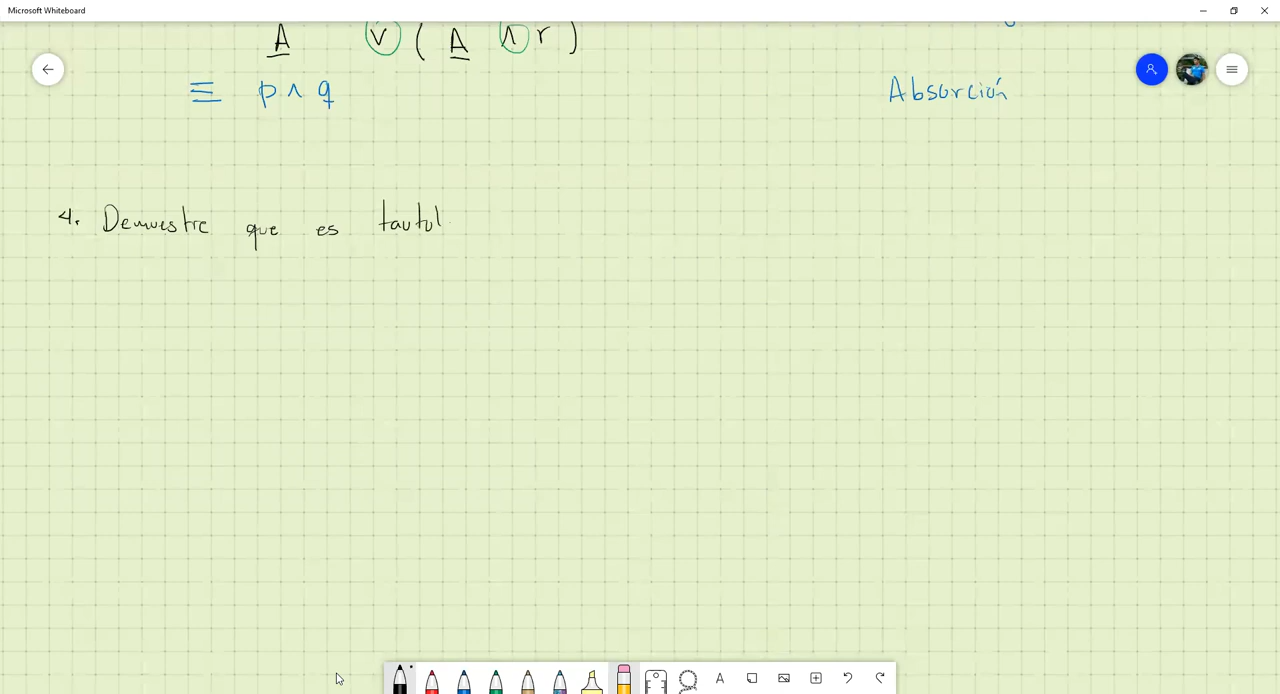 Microsoft Whiteboard
A ∨ ( A ∧ r )
≡ p ∧ q Absorción
4. Demuestre que es tautol
A